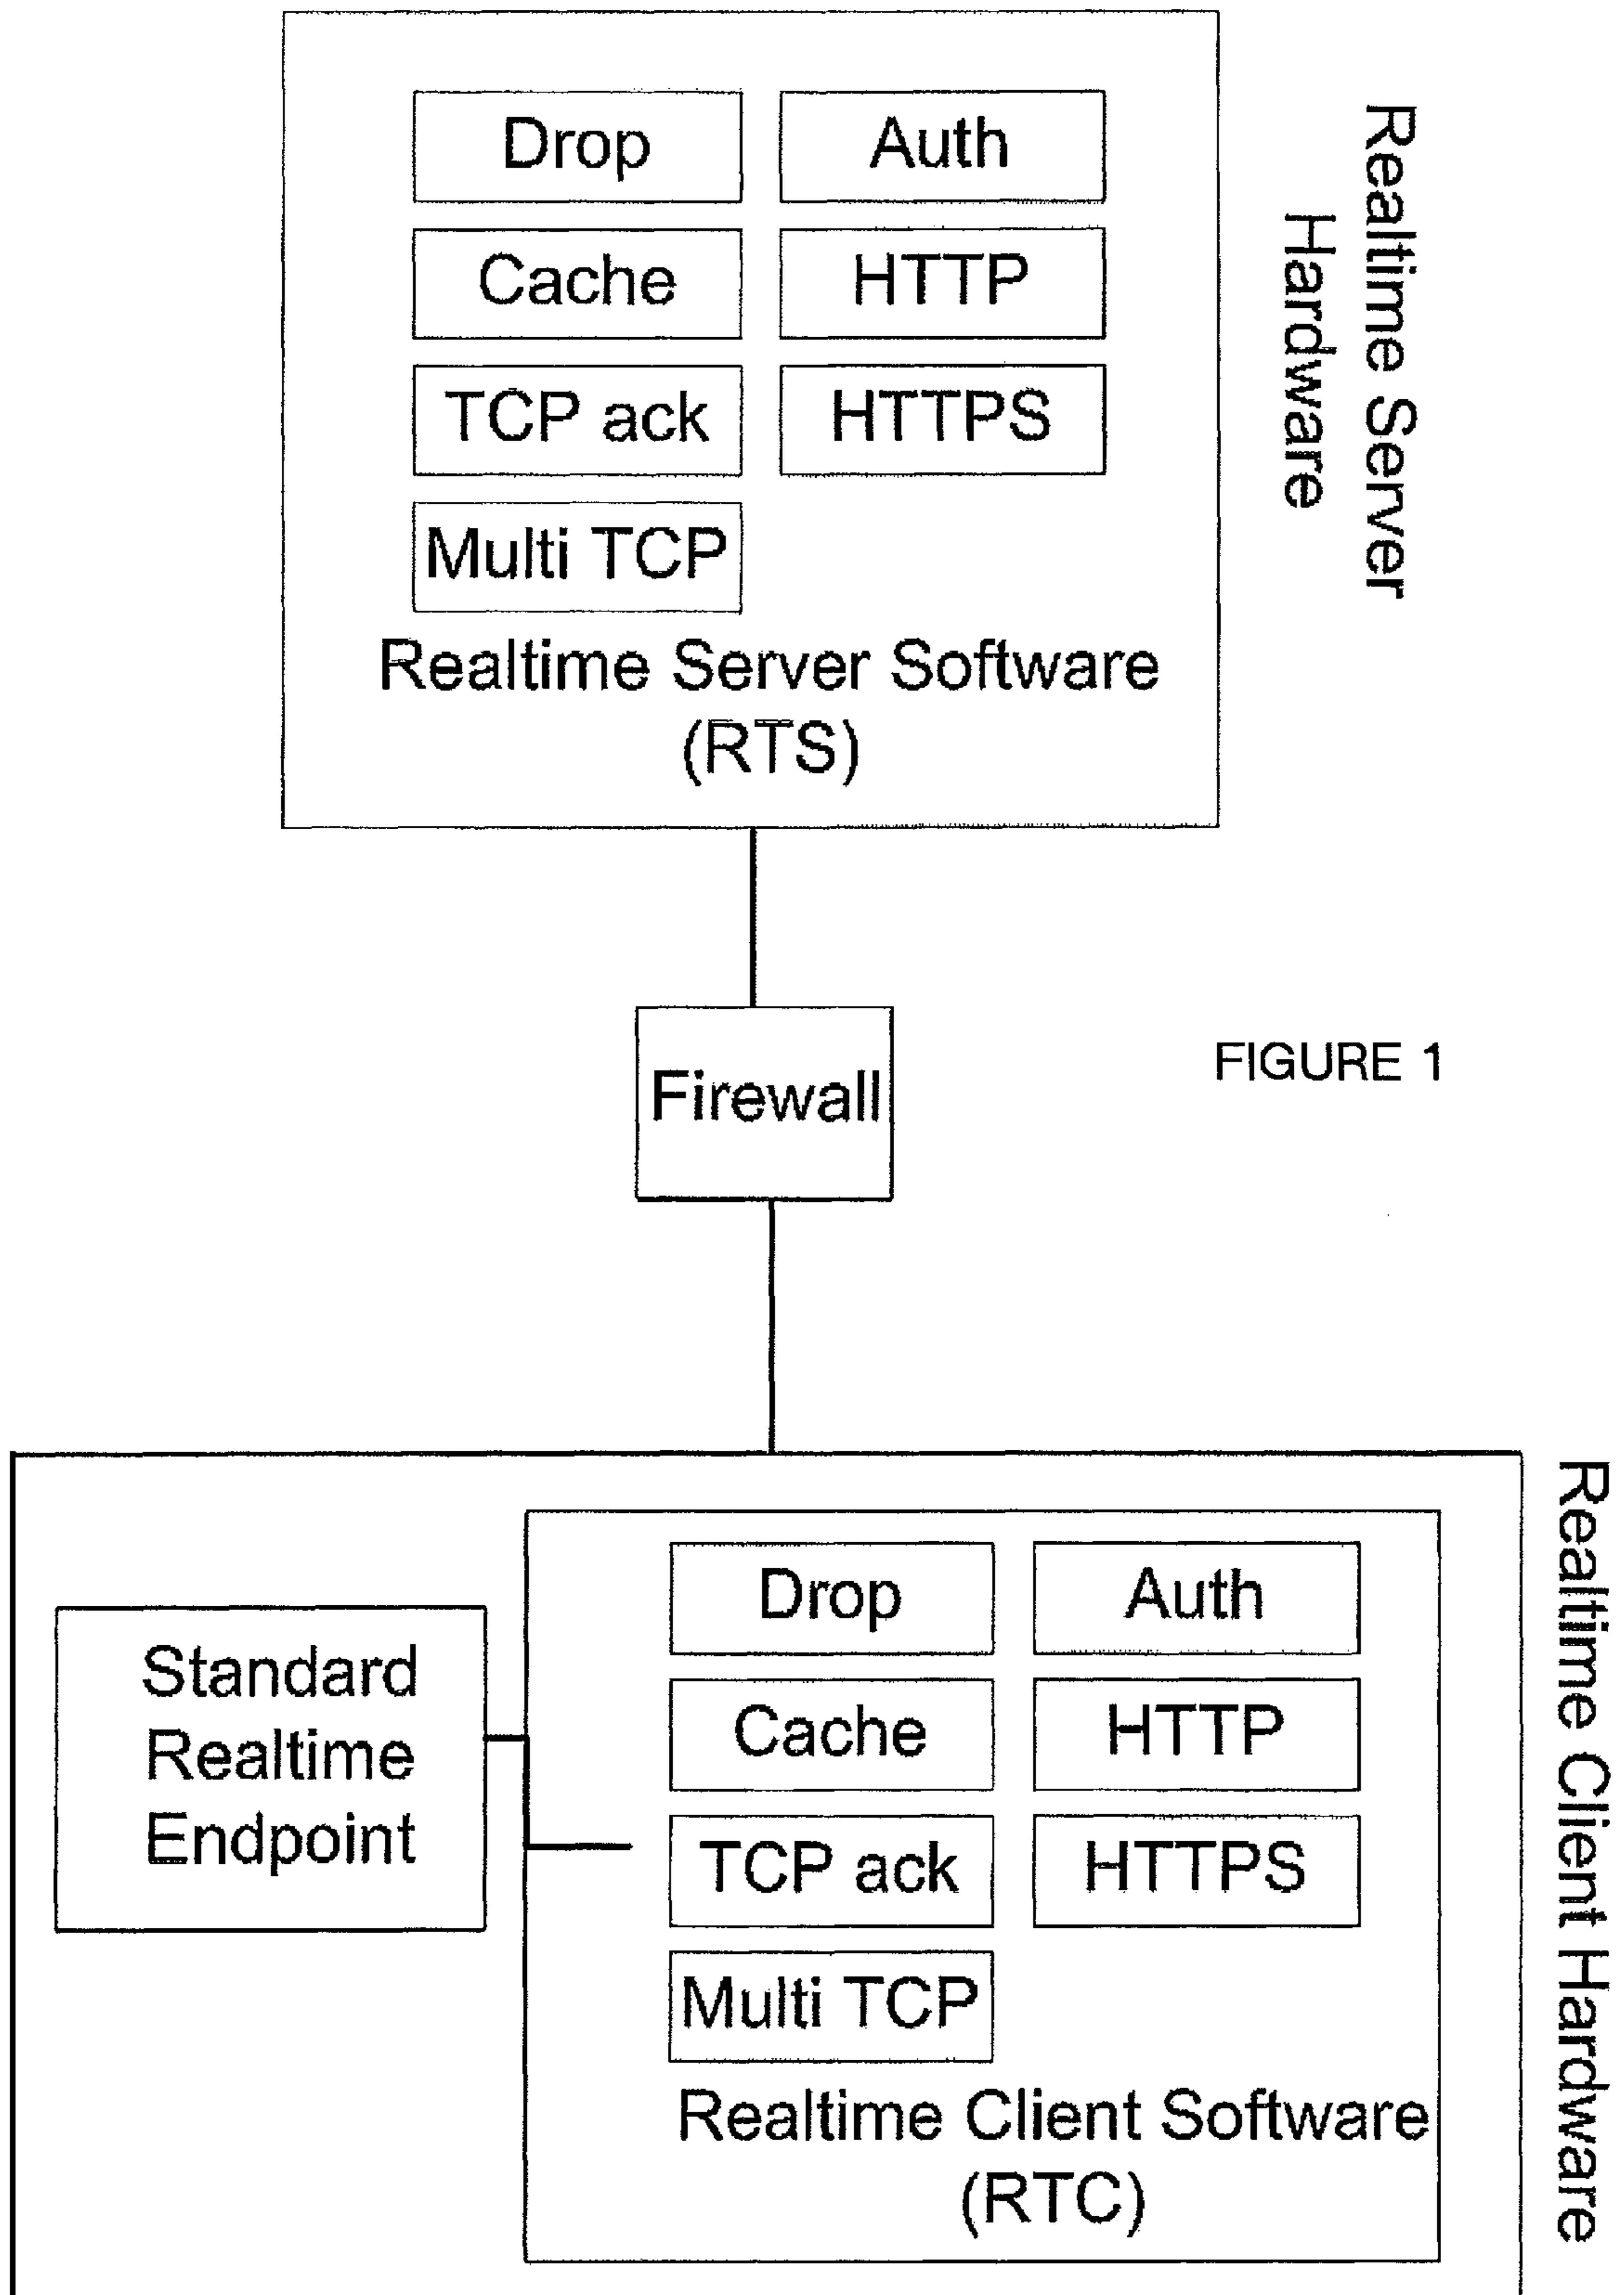 Drop
Auth
Cache
HTTP
TCP ack
HTTPS
Multi TCP
Realtime Server Software
(RTS)
Realtime Server
Hardware
Firewall
FIGURE 1
Standard
Realtime
Endpoint
Drop
Auth
Cache
HTTP
TCP ack
HTTPS
Multi TCP
Realtime Client Software
(RTC)
Realtime Client Hardware